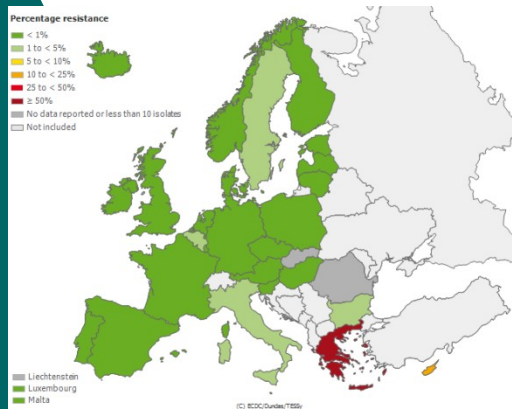 Percentage resistance
< 1%
1 to < 5%
5 to < 10%
10 to < 25%
25 to < 50%
≥ 50%
No data reported or less than 10 isolates
Not included
Liechtenstein
Luxembourg
Malta
(C) ECDC/Dundas/TESSy